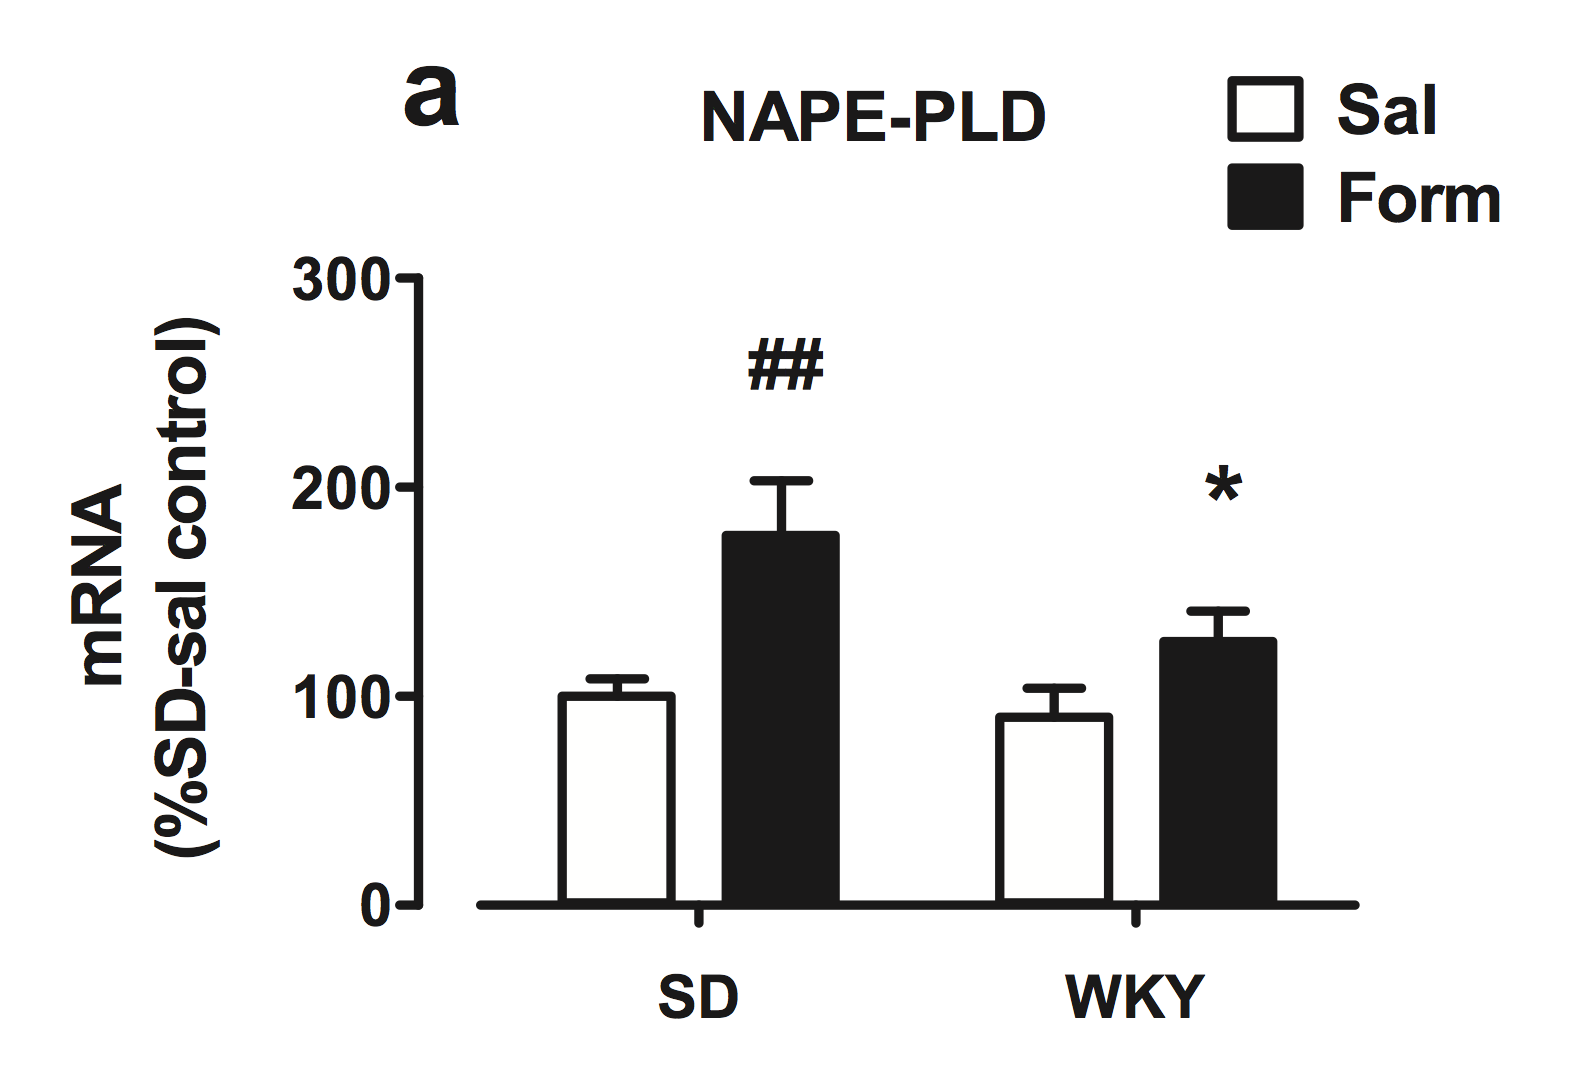 a
NAPE-PLD
Sal
Form
mRNA
(%SD-sal control)
300
200
100
0
##
*
SD
WKY